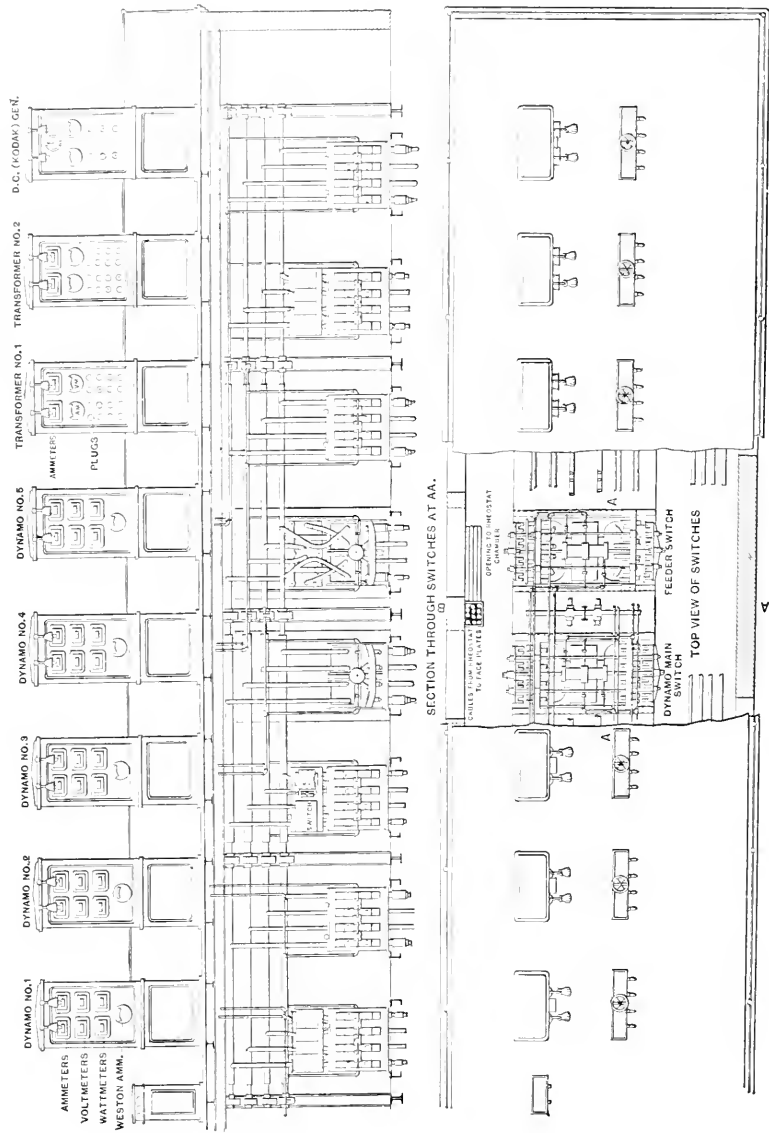 DYNAMO NO.1
DYNAMO NO.2
DYNAMO NO.3
DYNAMO NO.4
DYNAMO NO.5
TRANSFORMER NO.1
TRANSFORMER NO.2
D.C. (KODAK) GEN.
AMMETERS
VOLTMETERS
WATTMETERS
WESTON AMM.
AMMETERS
PLUGS
SWITCH
SECTION THROUGH SWITCHES AT AA.
CABLES FROM RHEOSTAT
TO FACE PLATES
OPENING TO RHEOSTAT
CHAMBER
A
A
DYNAMO MAIN
SWITCH
FEEDER SWITCH
TOP VIEW OF SWITCHES
A